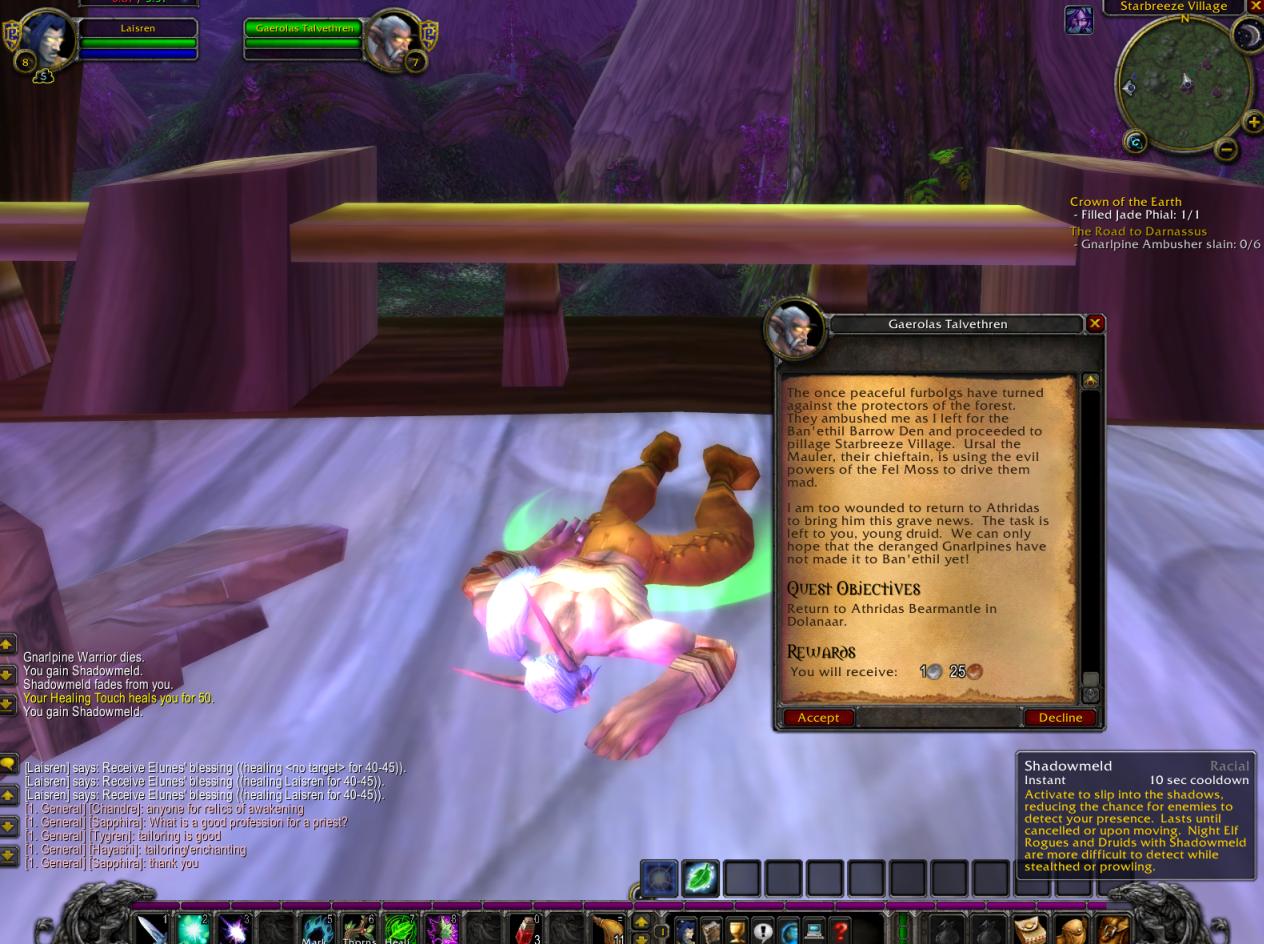 Starbreeze Village
Laisren
Gaerolas Talvethren
N
8
7
5
Crown of the Earth
- Filled Jade Phial: 1/1
The Road to Darnassus
- Gnarlpine Ambusher slain: 0/6
Gaerolas Talvethren
The once peaceful furbolgs have turned
against the protectors of the forest.
They ambushed me as I left for the
Ban'ethil Barrow Den and proceeded to
pillage Starbreeze Village. Ursal the
Mauler, their chieftain, is using the evil
powers of the Fel Moss to drive them
mad.
I am too wounded to return to Athridas
to bring him this grave news. The task is
left to you, young druid. We can only
hope that the deranged Gnarlpines have
not made it to Ban'ethil yet!
Quest Objectives
Return to Athridas Bearmantle in
Dolanaar.
Rewards
You will receive: 1 25
Accept
Decline
Gnarlpine Warrior dies.
You gain Shadowmeld.
Shadowmeld fades from you.
Your Healing Touch heals you for 50.
You gain Shadowmeld.
[Laisren] says: Receive Elunes' blessing ((healing <no target> for 40-45)).
[Laisren] says: Receive Elunes' blessing ((healing Laisren for 40-45)).
[Laisren] says: Receive Elunes' blessing ((healing Laisren for 40-45)).
[1. General] [Chandre]: anyone for relics of awakening
[1. General] [Sapphira]: What is a good profession for a priest?
[1. General] [Tygren]: tailoring is good
[1. General] [Hayashi]: tailoring/enchanting
[1. General] [Sapphira]: thank you
Shadowmeld Racial
Instant 10 sec cooldown
Activate to slip into the shadows,
reducing the chance for enemies to
detect your presence. Lasts until
cancelled or upon moving. Night Elf
Rogues and Druids with Shadowmeld
are more difficult to detect while
stealthed or prowling.
1 2 3 5 6 7 8 0 =
Mark Thorns Heali 3 11 1